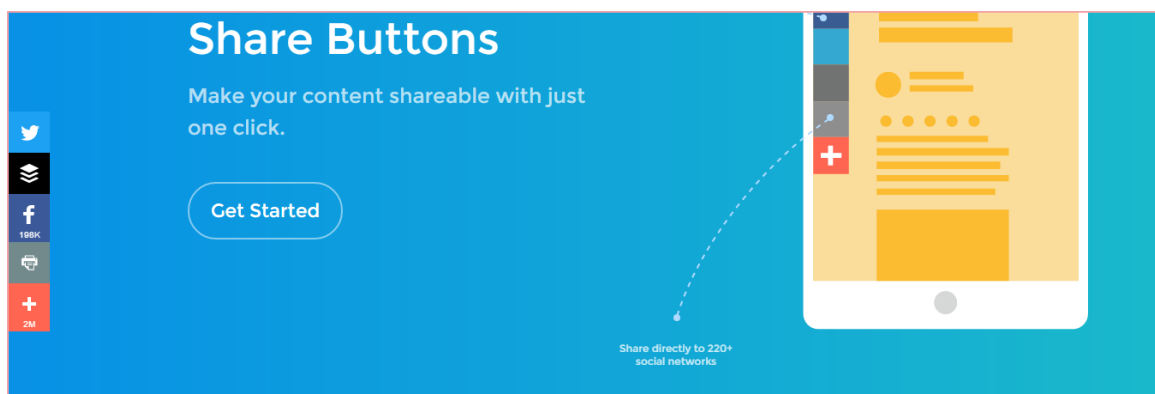 Share Buttons
Make your content shareable with just
one click.
Get Started
198K
2M
Share directly to 220+
social networks